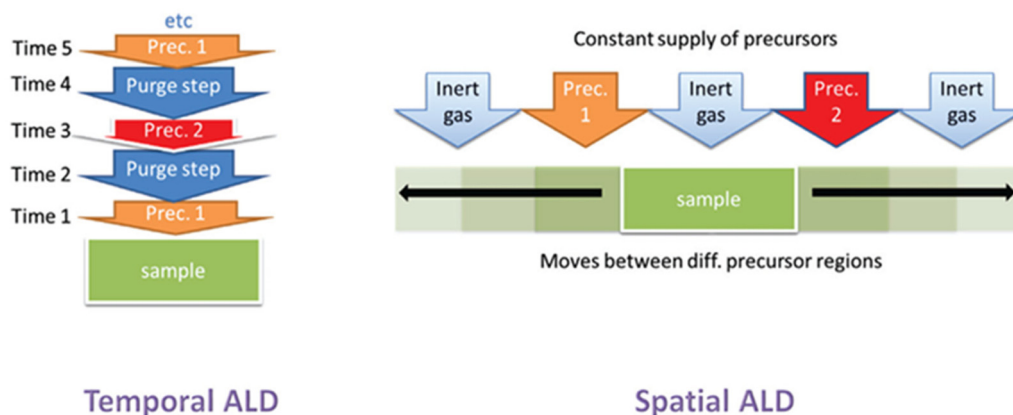 etc
Time 5 Prec. 1
Time 4 Purge step
Time 3 Prec. 2
Time 2 Purge step
Time 1 Prec. 1
sample
Temporal ALD
Constant supply of precursors
Inert gas
Prec. 1
Inert gas
Prec. 2
Inert gas
sample
Moves between diff. precursor regions
Spatial ALD